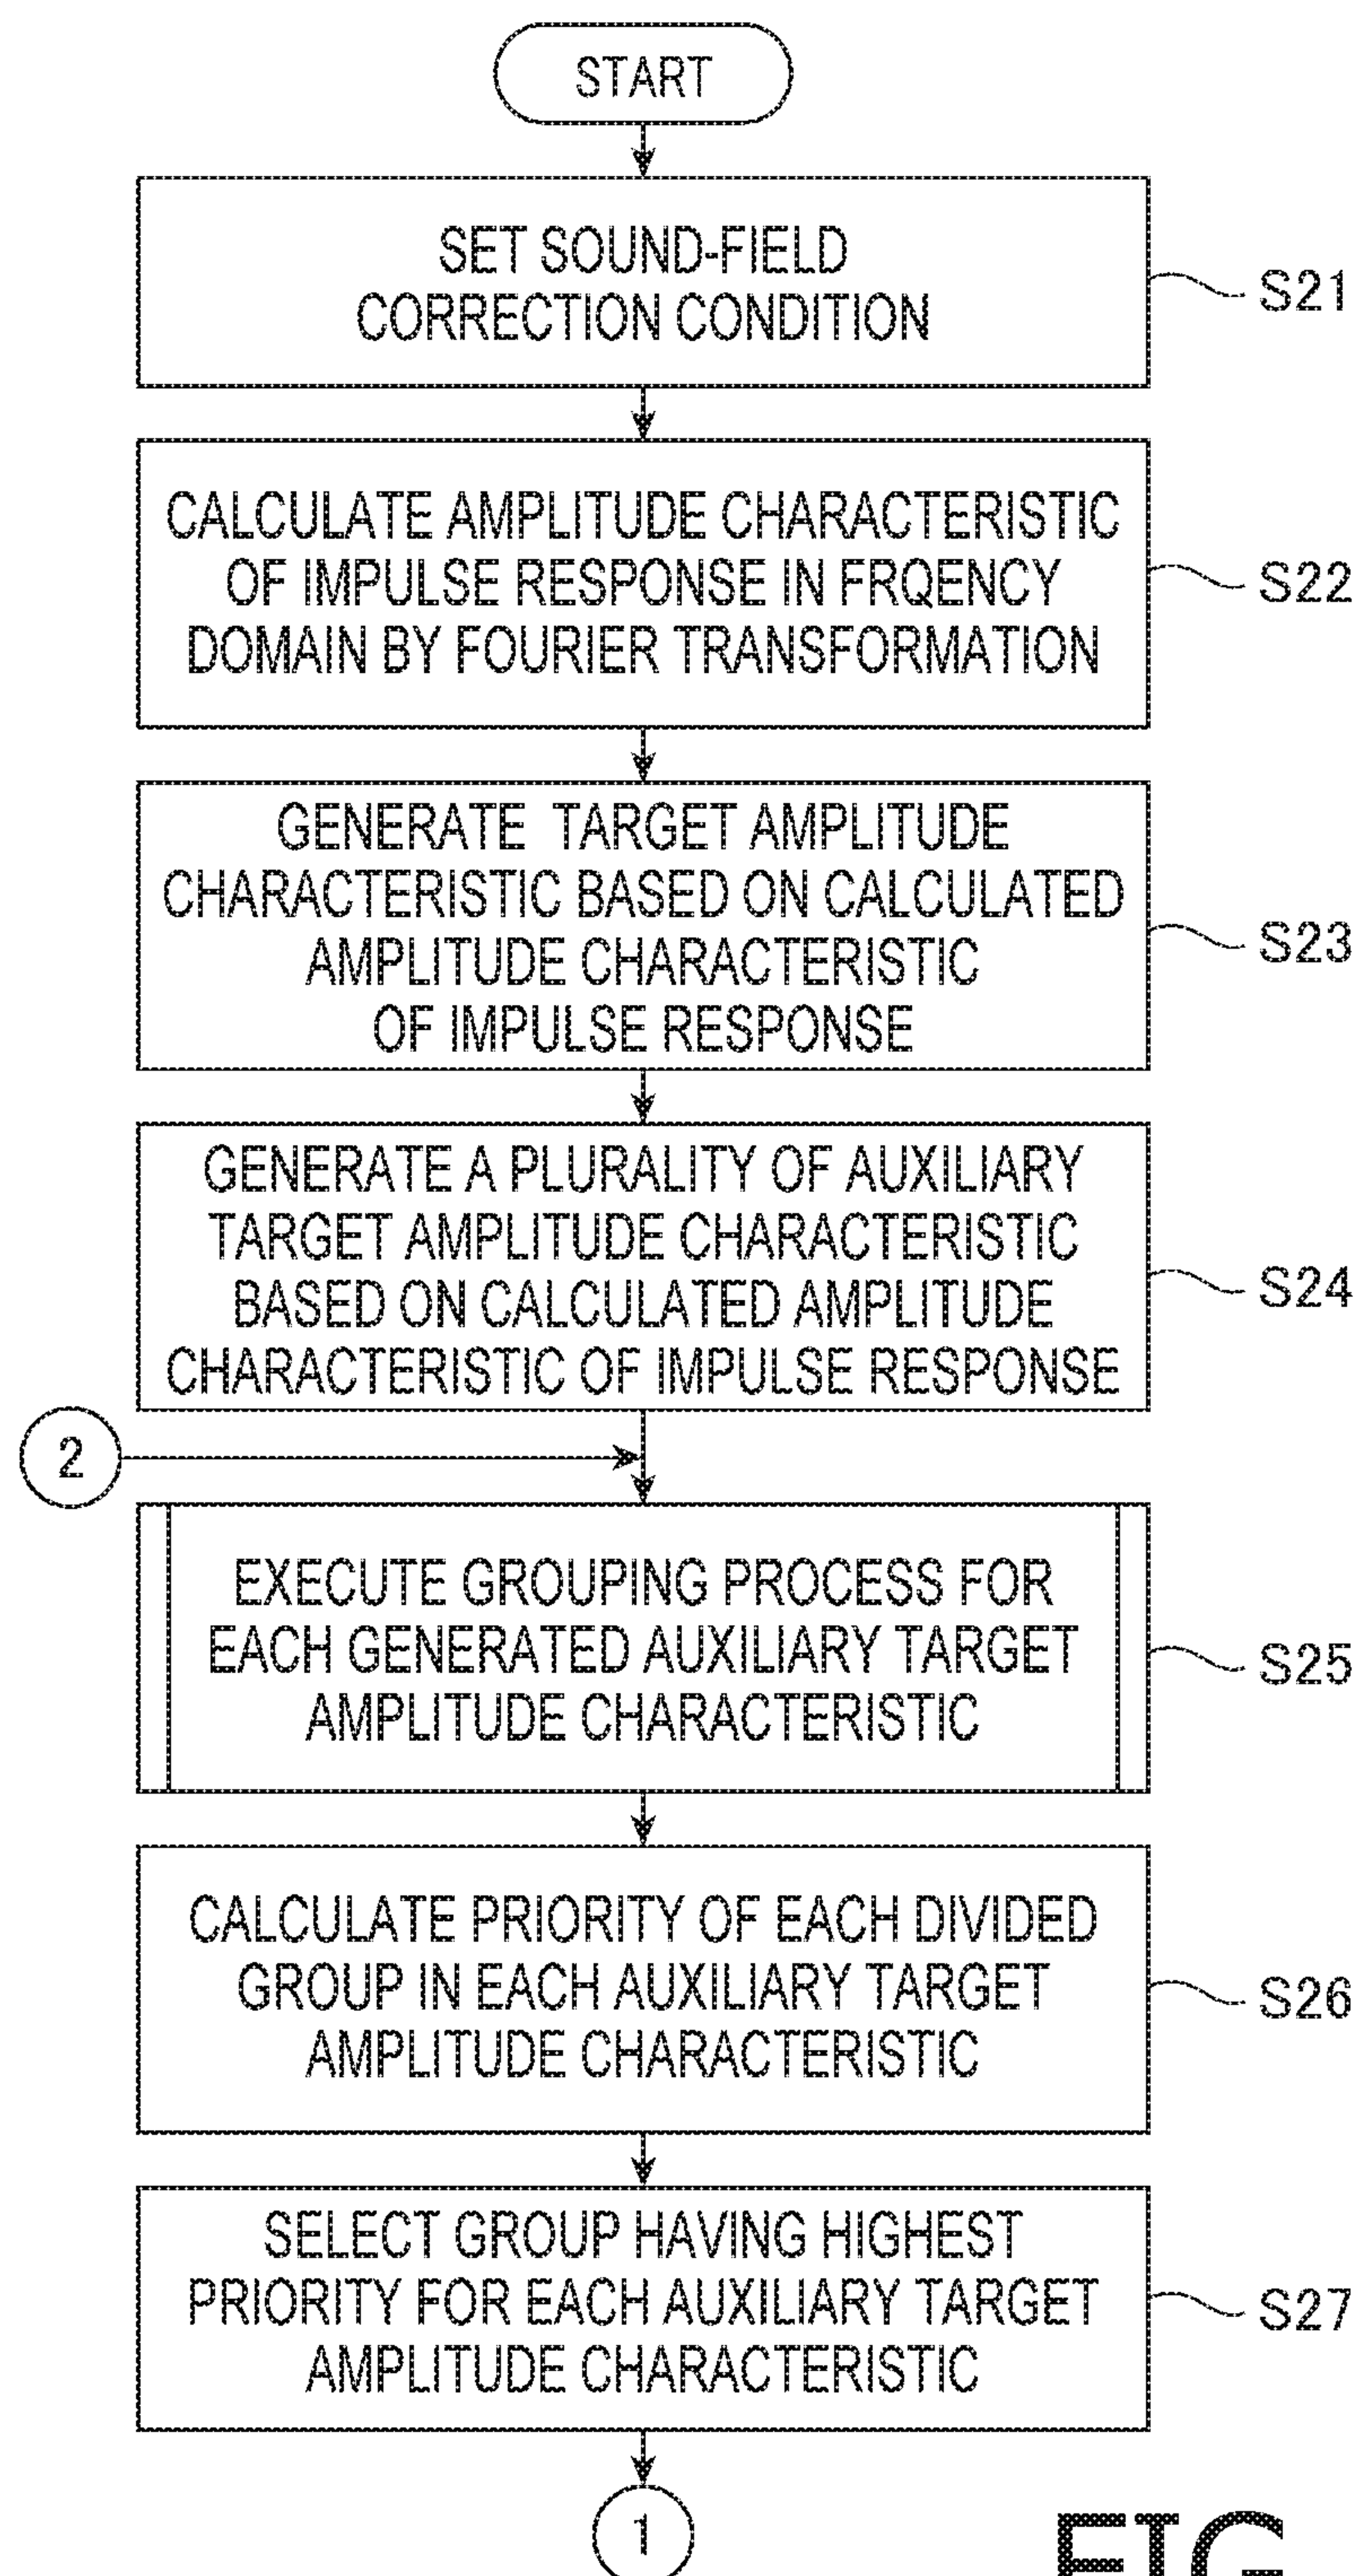 START
SET SOUND-FIELD
CORRECTION CONDITION
S21
CALCULATE AMPLITUDE CHARACTERISTIC
OF IMPULSE RESPONSE IN FRQENCY
DOMAIN BY FOURIER TRANSFORMATION
S22
GENERATE TARGET AMPLITUDE
CHARACTERISTIC BASED ON CALCULATED
AMPLITUDE CHARACTERISTIC
OF IMPULSE RESPONSE
S23
GENERATE A PLURALITY OF AUXILIARY
TARGET AMPLITUDE CHARACTERISTIC
BASED ON CALCULATED AMPLITUDE
CHARACTERISTIC OF IMPULSE RESPONSE
S24
2
EXECUTE GROUPING PROCESS FOR
EACH GENERATED AUXILIARY TARGET
AMPLITUDE CHARACTERISTIC
S25
CALCULATE PRIORITY OF EACH DIVIDED
GROUP IN EACH AUXILIARY TARGET
AMPLITUDE CHARACTERISTIC
S26
SELECT GROUP HAVING HIGHEST
PRIORITY FOR EACH AUXILIARY TARGET
AMPLITUDE CHARACTERISTIC
S27
1
FIG